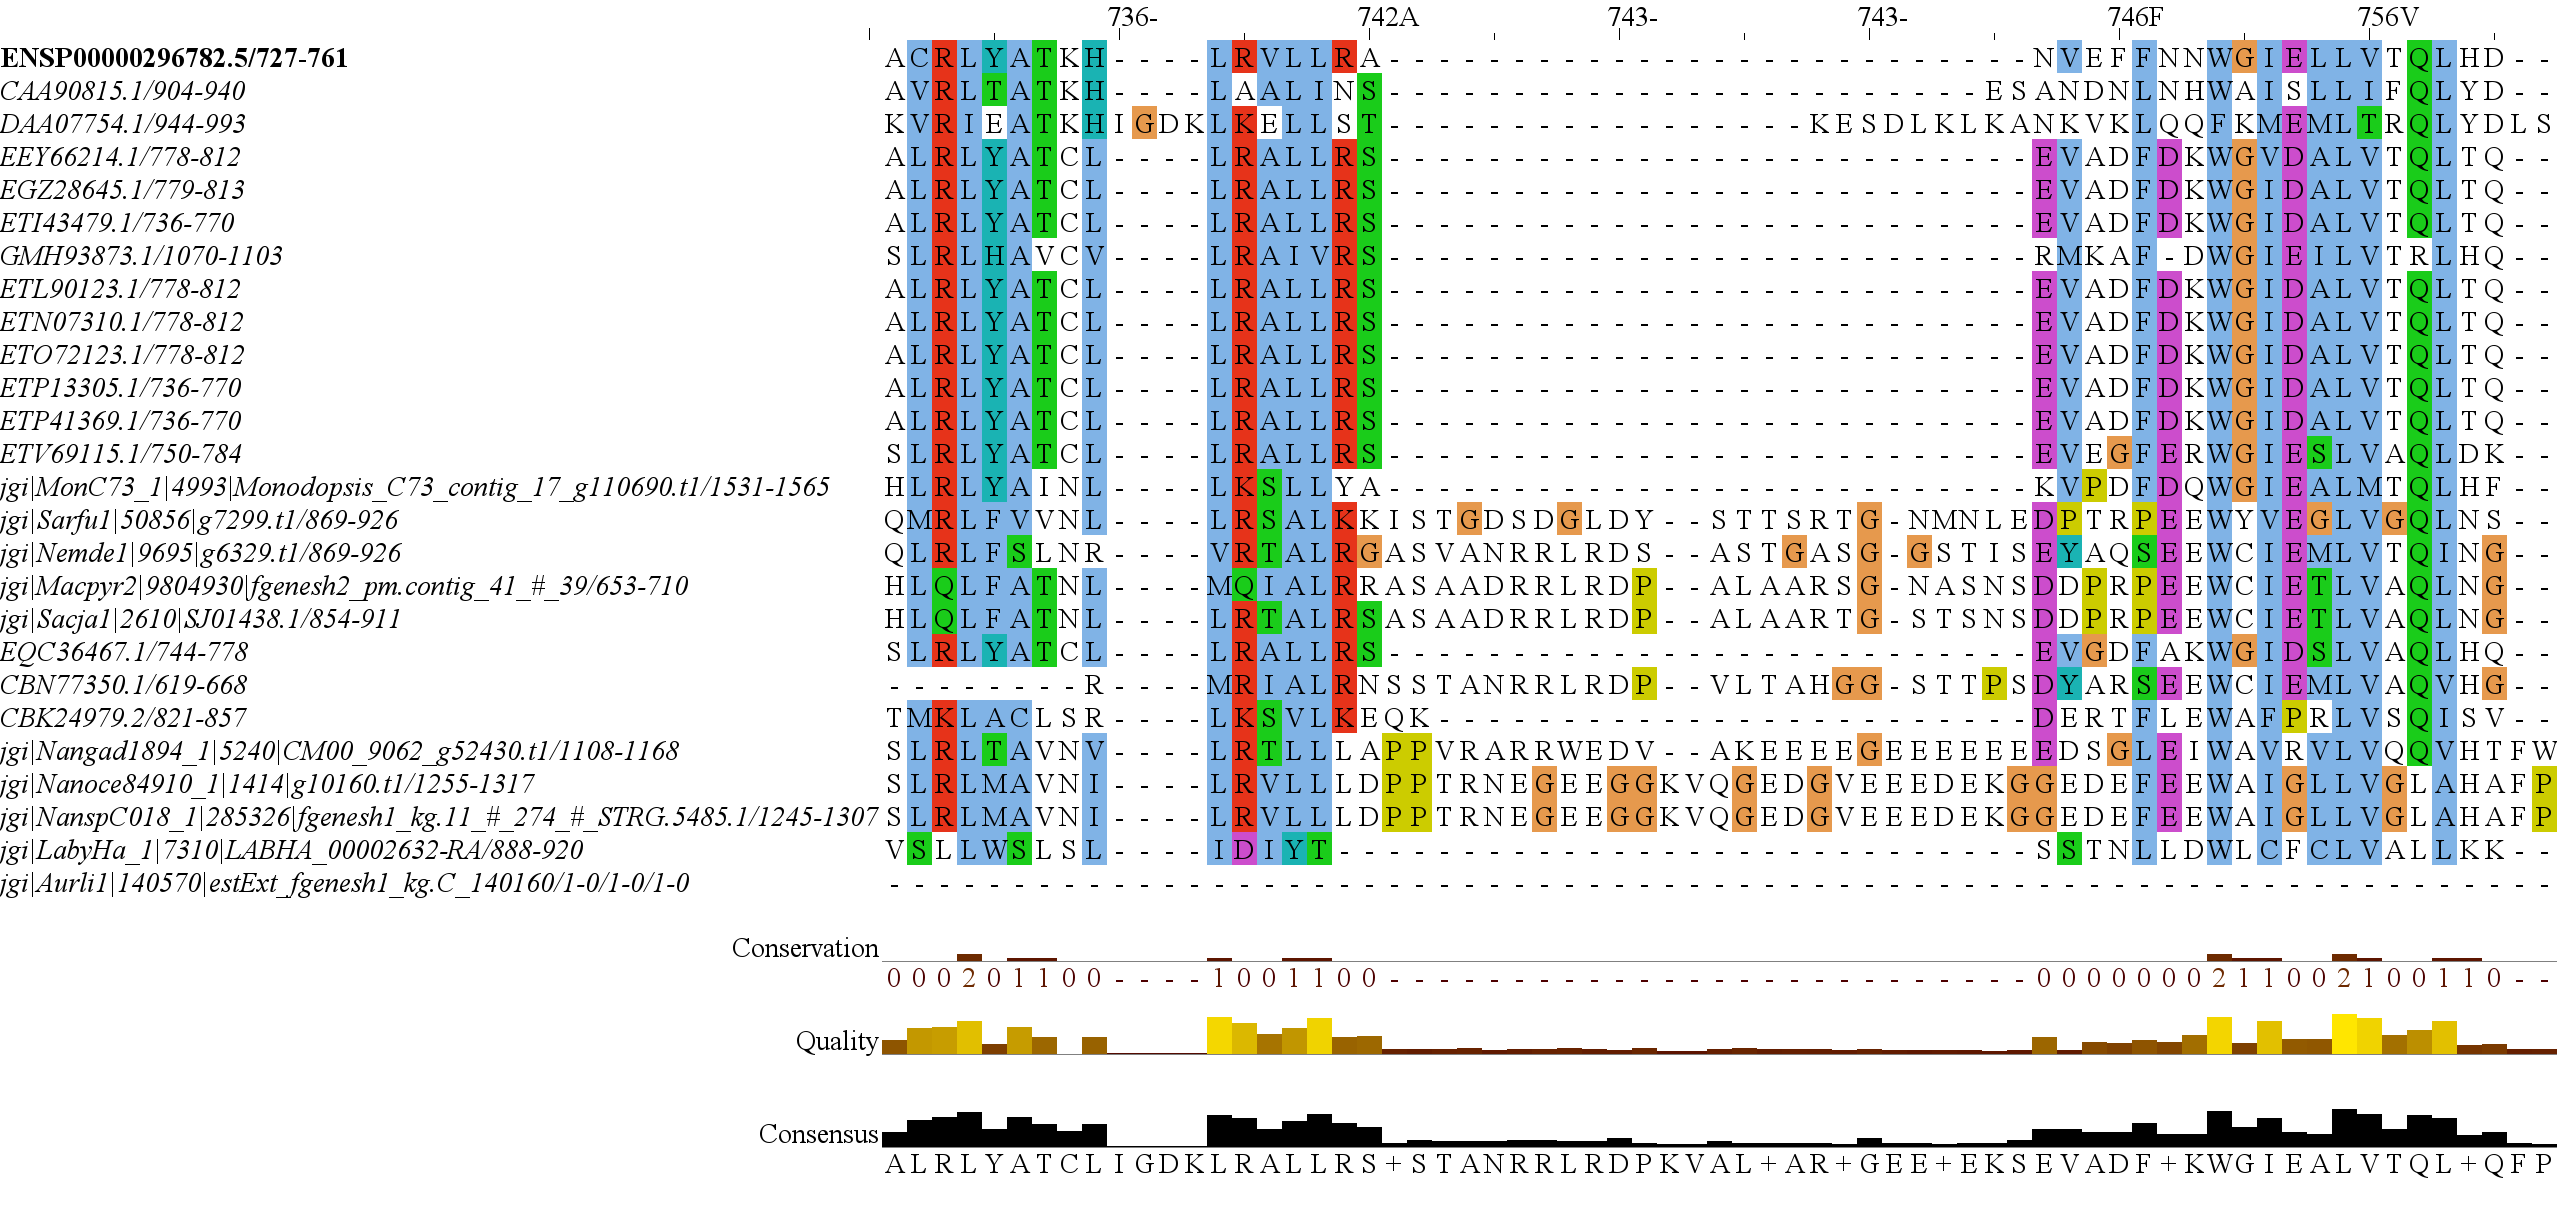 736- 742A 743- 743- 746F 756V
ENSP00000296782.5/727-761 ACRLYATKH----LRVLLRA--------------------------NVEFFNNWGIELLVTQLHD--
CAA90815.1/904-940 AVRLTATKH----LAALINS------------------------ESANDNLNHWAISLLIFQLYD--
DAA07754.1/944-993 KVRIEATKHIGDKLKELLST-----------------KESDLKLKANKVKLQQFKMEMLTRQLYDLS
EEY66214.1/778-812 ALRLYATCL----LRALLRS--------------------------EVADFDKWGVDALVTQLTQ--
EGZ28645.1/779-813 ALRLYATCL----LRALLRS--------------------------EVADFDKWGIDALVTQLTQ--
ETI43479.1/736-770 ALRLYATCL----LRALLRS--------------------------EVADFDKWGIDALVTQLTQ--
GMH93873.1/1070-1103 SLRLHAVCV----LRAIVRS--------------------------RMKAF-DWGIEILVTRLHQ--
ETL90123.1/778-812 ALRLYATCL----LRALLRS--------------------------EVADFDKWGIDALVTQLTQ--
ETN07310.1/778-812 ALRLYATCL----LRALLRS--------------------------EVADFDKWGIDALVTQLTQ--
ETO72123.1/778-812 ALRLYATCL----LRALLRS--------------------------EVADFDKWGIDALVTQLTQ--
ETP13305.1/736-770 ALRLYATCL----LRALLRS--------------------------EVADFDKWGIDALVTQLTQ--
ETP41369.1/736-770 ALRLYATCL----LRALLRS--------------------------EVADFDKWGIDALVTQLTQ--
ETV69115.1/750-784 SLRLYATCL----LRALLRS--------------------------EVEGFERWGIESLVAQLDK--
jgi|MonC73_1|4993|Monodopsis_C73_contig_17_g110690.t1/1531-1565 HLRLYAINL----LKSLLYA--------------------------KVPDFDQWGIEALMTQLHF--
jgi|Sarfu1|50856|g7299.t1/869-926 QMRLFVVNL----LRSALKKISTGDSDGLDY--STTSRTG-NMNLEDPTRPEEWYVEGLVGQLNS--
jgi|Nemde1|9695|g6329.t1/869-926 QLRLFSLNR----VRTALRGASVANRRLRDS--ASTGASG-GSTISEYAQSEEWCIEMLVTQING--
jgi|Macpyr2|9804930|fgenesh2_pm.contig_41_#_39/653-710 HLQLFATNL----MQIALRRASAADRRLRDP--ALAARSG-NASNSDDPRPEEWCIETLVAQLNG--
jgi|Sacja1|2610|SJ01438.1/854-911 HLQLFATNL----LRTALRSASAADRRLRDP--ALAARTG-STSNSDDPRPEEWCIETLVAQLNG--
EQC36467.1/744-778 SLRLYATCL----LRALLRS--------------------------EVGDFAKWGIDSLVAQLHQ--
CBN77350.1/619-668 --------R----MRIALRNSSTANRRLRDP--VLTAHGG-STTPSDYARSEEWCIEMLVAQVHG--
CBK24979.2/821-857 TMKLACLSR----LKSVLKEQK------------------------DERTFLEWAFPRLVSQISV--
jgi|Nangad1894_1|5240|CM00_9062_g52430.t1/1108-1168 SLRLTAVNV----LRTLLLAPPVRARRWEDV--AKEEEEGEEEEEEEDSGLEIWAVRVLVQQVHTFW
jgi|Nanoce84910_1|1414|g10160.t1/1255-1317 SLRLMAVNI----LRVLLLDPPTRNEGEEGGKVQGEDGVEEEDEKGGEDEFEEWAIGLLVGLAHAFP
jgi|NanspC018_1|285326|fgenesh1_kg.11_#_274_#_STRG.5485.1/1245-1307 SLRLMAVNI----LRVLLLDPPTRNEGEEGGKVQGEDGVEEEDEKGGEDEFEEWAIGLLVGLAHAFP
jgi|LabyHa_1|7310|LABHA_00002632-RA/888-920 VSLLWSLSL----IDIYT----------------------------SSTNLLDWLCFCLVALLKK--
jgi|Aurli1|140570|estExt_fgenesh1_kg.C_140160/1-0/1-0/1-0 -------------------------------------------------------------------
Conservation
000201100----1001100--------------------------0000000211002100110--
Quality
Consensus
ALRLYATCLIGDKLRALLRS+STANRRLRDPKVAL+AR+GEE+EKSEVADF+KWGIEALVTQL+QFP